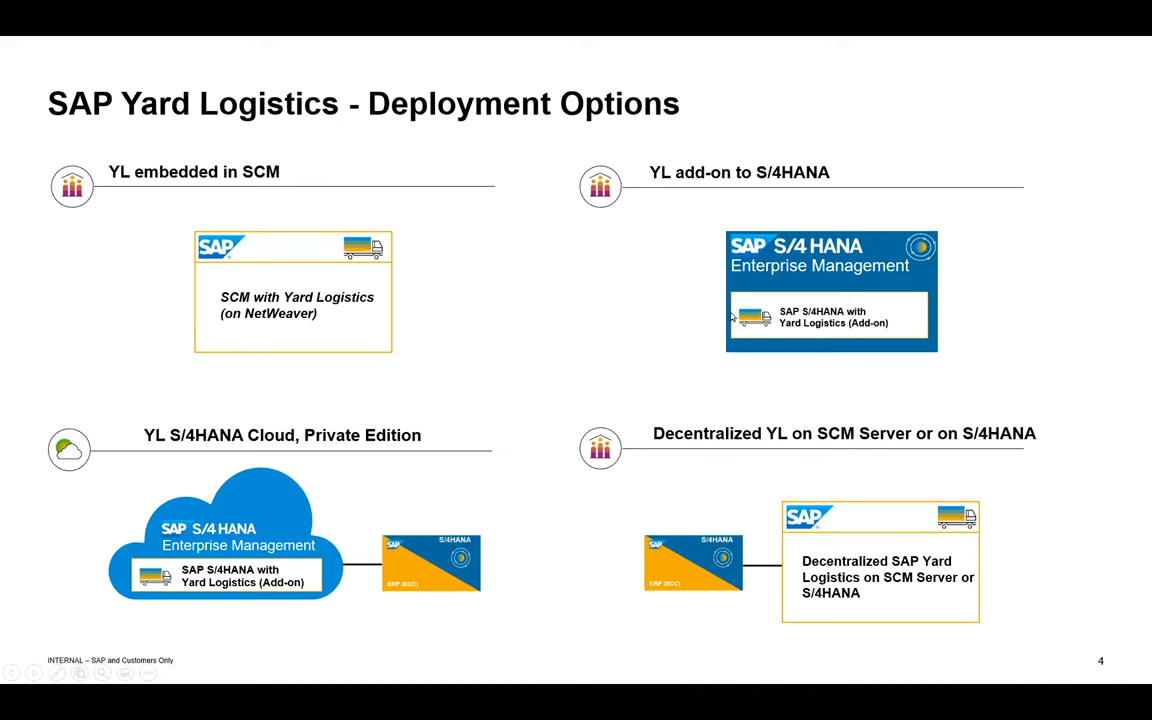 SAP Yard Logistics - Deployment Options
YL embedded in SCM
SAP
SCM with Yard Logistics
(on NetWeaver)
YL add-on to S/4HANA
SAP S/4HANA
Enterprise Management
SAP S/4HANA with
Yard Logistics (Add-on)
YL S/4HANA Cloud, Private Edition
SAP S/4HANA
Enterprise Management
SAP S/4HANA with
Yard Logistics (Add-on)
SAP S/4HANA
ERP (ECC)
Decentralized YL on SCM Server or on S/4HANA
SAP S/4HANA
ERP (ECC)
SAP
Decentralized SAP Yard
Logistics on SCM Server or
S/4HANA
INTERNAL – SAP and Customers Only
4